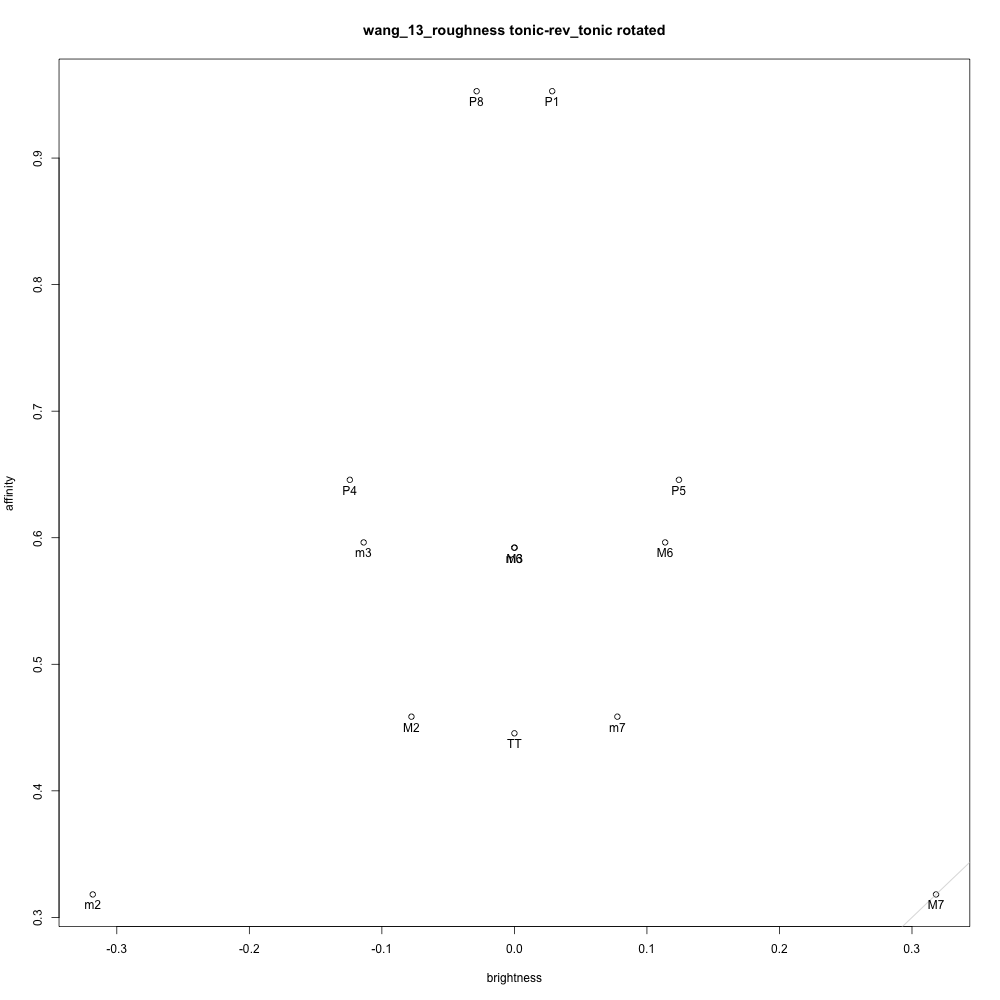 wang_13_roughness tonic-rev_tonic rotated
P8 P1
0.9
0.8
0.7
P4 P5
affinity
0.6
m3 M6
0.5
M2 m7
TT
0.4
m2 M7
0.3
-0.3 -0.2 -0.1 0.0 0.1 0.2 0.3
brightness